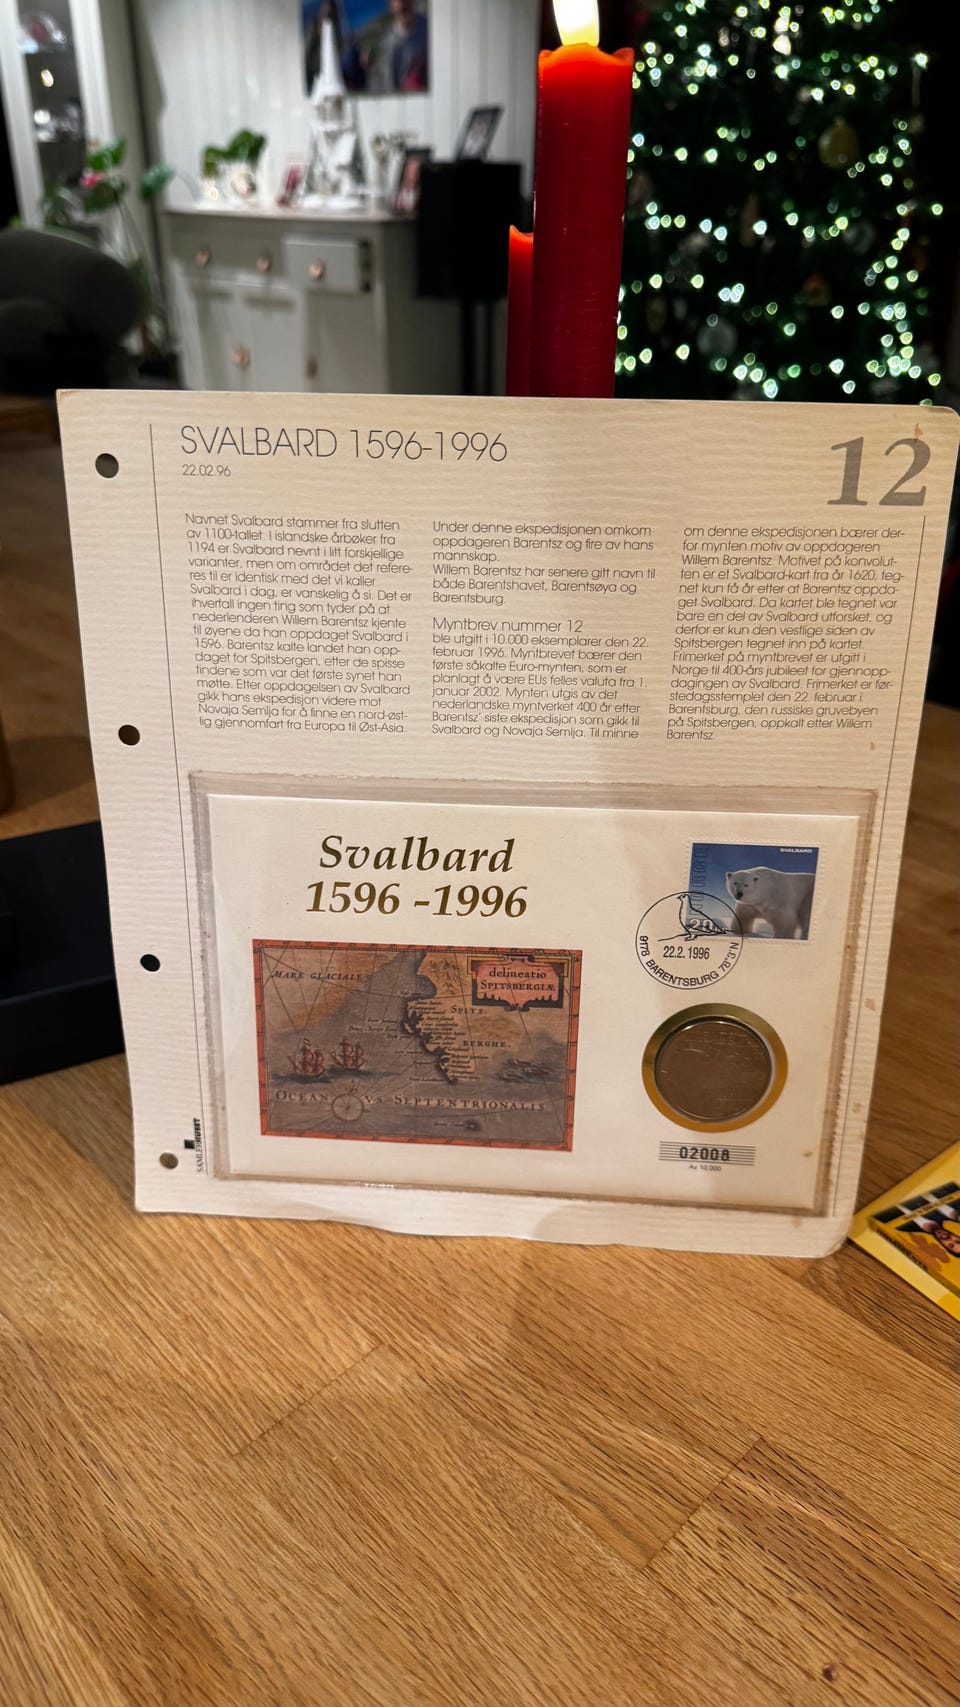 SVALBARD 1596-1996
22.02.96
12
Navnet Svalbard stammer fra slutten
av 1100-tallet. I islandske årbøker fra
1194 er Svalbard nevnt i litt forskjellige
varianter, men om området det refere-
res til er identisk med det vi kaller
Svalbard i dag, er vanskelig å si. Det er
ihverfall ingen ting som tyder på at
nederlenderen Willem Barentsz kjente
til øyene da han oppdaget Svalbard i
1596. Barentsz kalte landet han opp-
daget for Spitsbergen, etter de spisse
tindene som var det første synet han
møtte. Etter oppdagelsen av Svalbard
gikk hans ekspedisjon videre mot
Novaja Semlja for å finne en nord-øst-
lig gjennomfart fra Europa til Øst-Asia.
Under denne ekspedisjonen omkom
oppdageren Barentsz og fire av hans
mannskap.
Willem Barentsz har senere gitt navn til
både Barentshavet, Barentsøya og
Barentsburg.
Myntbrev nummer 12
ble utgitt i 10.000 eksemplarer den 22.
februar 1996. Myntbrevet bærer den
første såkalte Euro-mynten, som er
planlagt å være EUs felles valuta fra 1.
januar 2002. Mynten utgis av det
nederlandske myntverket 400 år etter
Barentsz' siste ekspedisjon som gikk til
Svalbard og Novaja Semlja. Til minne
om denne ekspedisjonen bærer der-
for mynten motiv av oppdageren
Willem Barentsz. Motivet på konvolut-
ten er et Svalbard-kart fra år 1620, teg-
net kun få år etter at Barentsz oppda-
get Svalbard. Da kartet ble tegnet var
bare en del av Svalbard utforsket, og
derfor er kun den vestlige siden av
Spitsbergen tegnet inn på kartet.
Frimerket på myntbrevet er utgitt i
Norge til 400-års jubileet for gjenopp-
dagingen av Svalbard. Frimerket er før-
stedagsstemplet den 22. februar i
Barentsburg, den russiske gruvebyen
på Spitsbergen, oppkalt etter Willem
Barentsz.
Svalbard
1596 -1996
SVALBARD
20
22.2.1996
9178 BARENTSBURG 78°3'N
MARE GLACIALE
delineatio
SPITSBERGIÆ
SPITS:
BERGHE.
OCEANVS SEPTENTRIONALIS
02008
Av 10.000
SAMLERHUSET